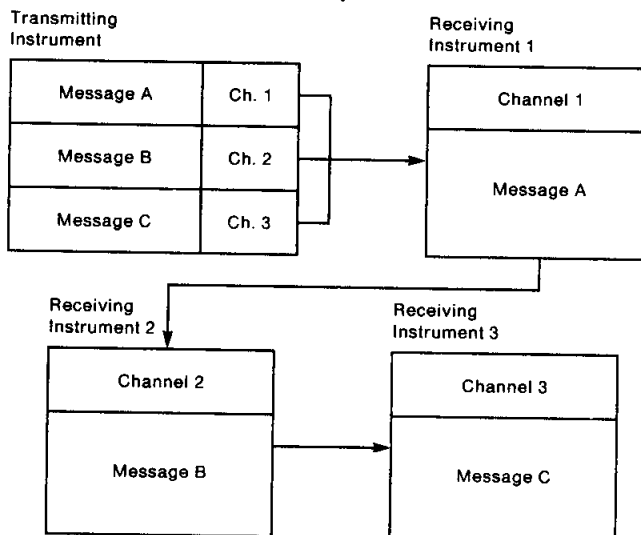 Transmitting
Instrument
Message A
Ch. 1
Message B
Ch. 2
Message C
Ch. 3
Receiving
Instrument 1
Channel 1
Message A
Receiving
Instrument 2
Channel 2
Message B
Receiving
Instrument 3
Channel 3
Message C